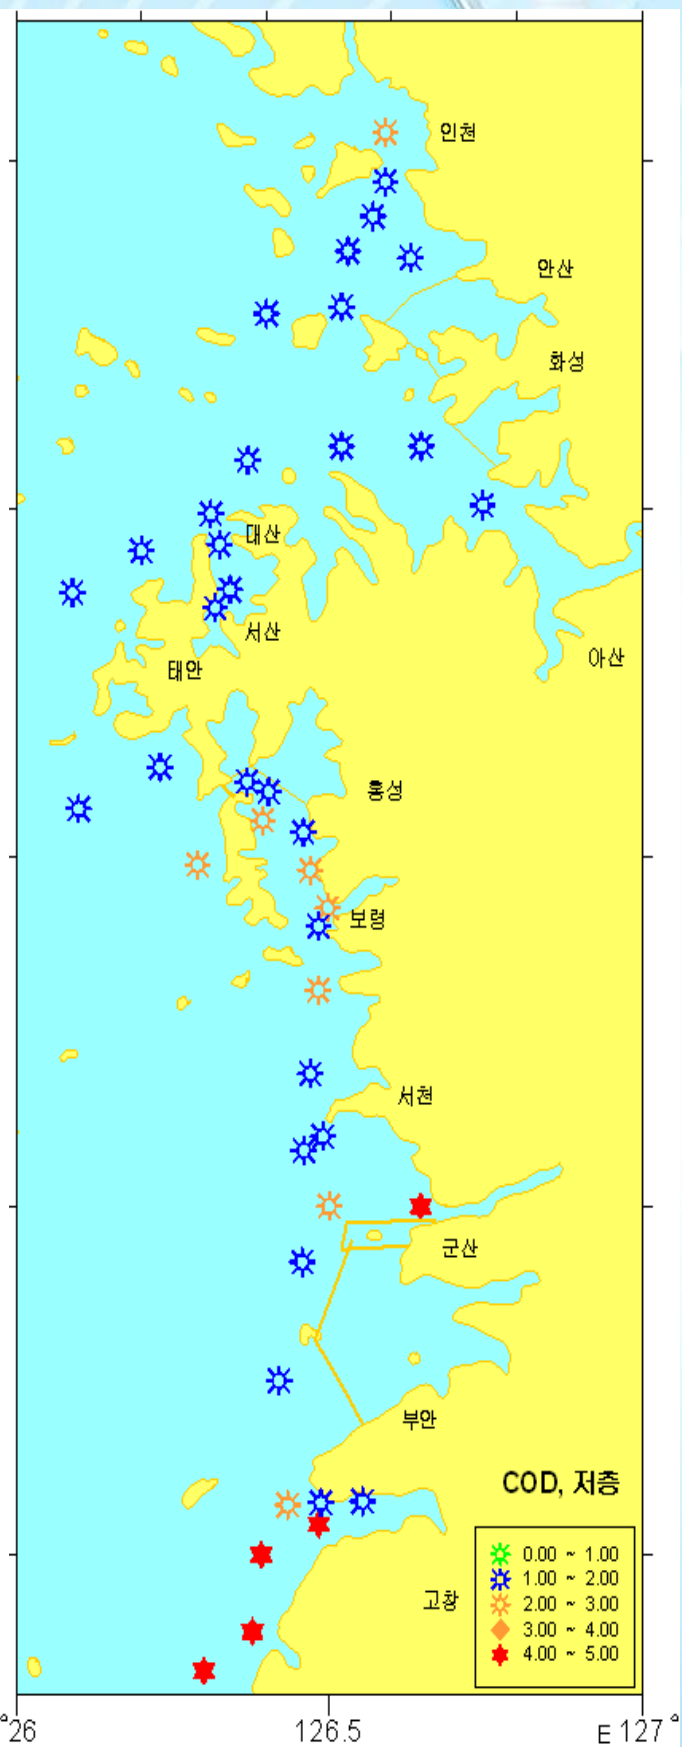 인천
안산
화성
대산
서산
아산
태안
홍성
보령
서천
군산
부안
COD, 저층
0.00 ~ 1.00
1.00 ~ 2.00
2.00 ~ 3.00
3.00 ~ 4.00
4.00 ~ 5.00
고창
°26 126.5 E 127 °